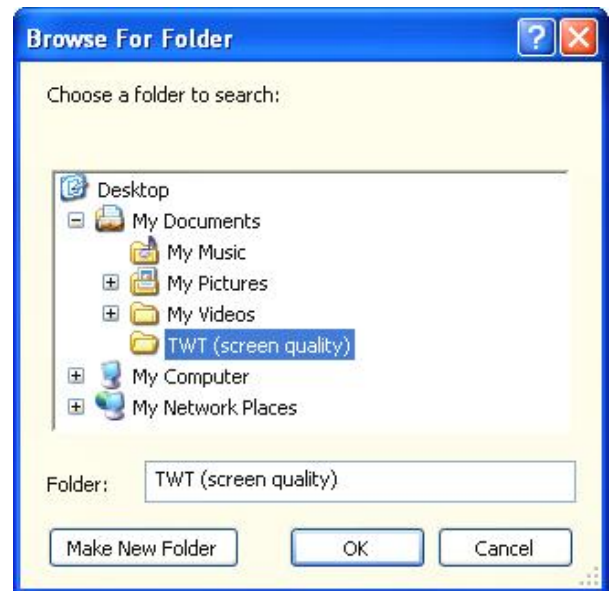 Browse For Folder
Choose a folder to search:
Desktop
My Documents
My Music
My Pictures
My Videos
TWT (screen quality)
My Computer
My Network Places
Folder: TWT (screen quality)
Make New Folder OK Cancel